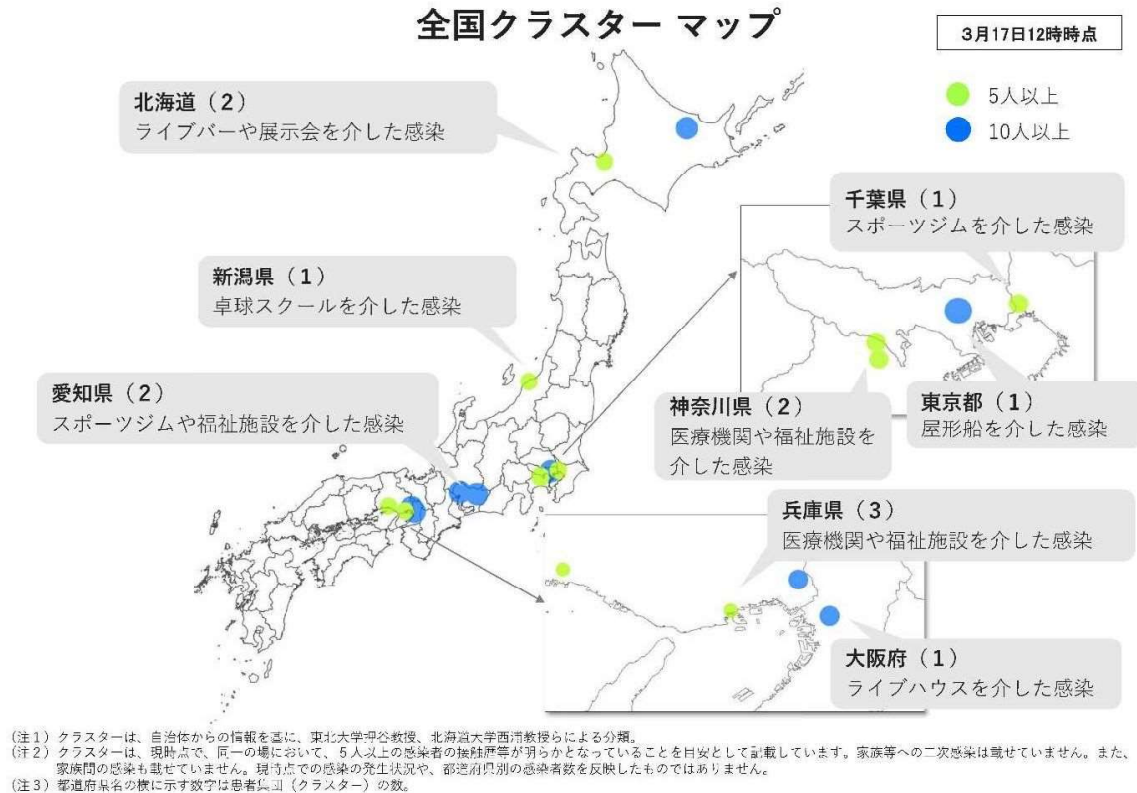 全国クラスター マップ
3月17日12時時点
5人以上
10人以上
北海道（2）
ライブバーや展示会を介した感染
千葉県（1）
スポーツジムを介した感染
新潟県（1）
卓球スクールを介した感染
愛知県（2）
スポーツジムや福祉施設を介した感染
神奈川県（2）
医療機関や福祉施設を
介した感染
東京都（1）
屋形船を介した感染
兵庫県（3）
医療機関や福祉施設を介した感染
大阪府（1）
ライブハウスを介した感染
（注1）クラスターは、自治体からの情報を基に、東北大学押谷教授、北海道大学西浦教授らによる分類。
（注2）クラスターは、現時点で、同一の場において、5人以上の感染者の接触歴等が明らかとなっていることを目安として記載しています。家族等への二次感染は載せていません。また、
家族間の感染も載せていません。現時点での感染の発生状況や、都道府県別の感染者数を反映したものではありません。
（注3）都道府県名の横に示す数字は患者集団（クラスター）の数。